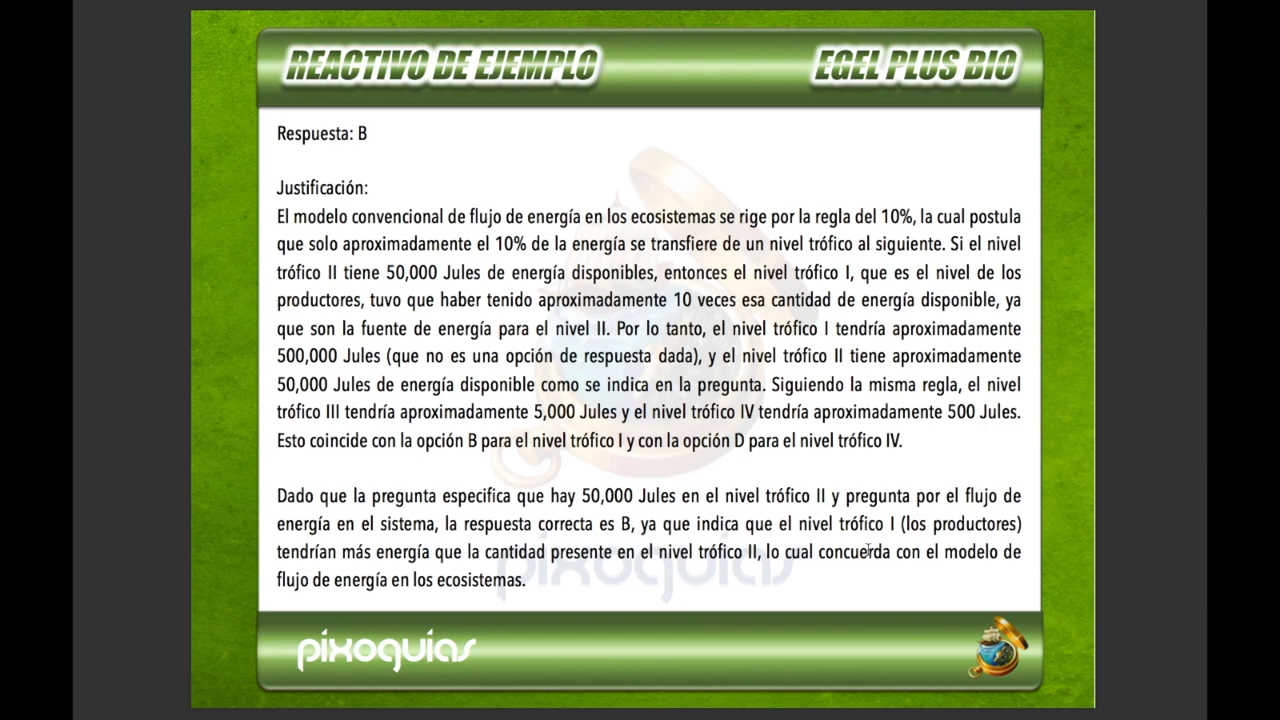 REACTIVO DE EJEMPLO
EGEL PLUS BIO
Respuesta: B
Justificación:
El modelo convencional de flujo de energía en los ecosistemas se rige por la regla del 10%, la cual postula
que solo aproximadamente el 10% de la energía se transfiere de un nivel trófico al siguiente. Si el nivel
trófico II tiene 50,000 Jules de energía disponibles, entonces el nivel trófico I, que es el nivel de los
productores, tuvo que haber tenido aproximadamente 10 veces esa cantidad de energía disponible, ya
que son la fuente de energía para el nivel II. Por lo tanto, el nivel trófico I tendría aproximadamente
500,000 Jules (que no es una opción de respuesta dada), y el nivel trófico II tiene aproximadamente
50,000 Jules de energía disponible como se indica en la pregunta. Siguiendo la misma regla, el nivel
trófico III tendría aproximadamente 5,000 Jules y el nivel trófico IV tendría aproximadamente 500 Jules.
Esto coincide con la opción B para el nivel trófico I y con la opción D para el nivel trófico IV.
Dado que la pregunta especifica que hay 50,000 Jules en el nivel trófico II y pregunta por el flujo de
energía en el sistema, la respuesta correcta es B, ya que indica que el nivel trófico I (los productores)
tendrían más energía que la cantidad presente en el nivel trófico II, lo cual concuerda con el modelo de
flujo de energía en los ecosistemas.
pixoguías
pixoguías